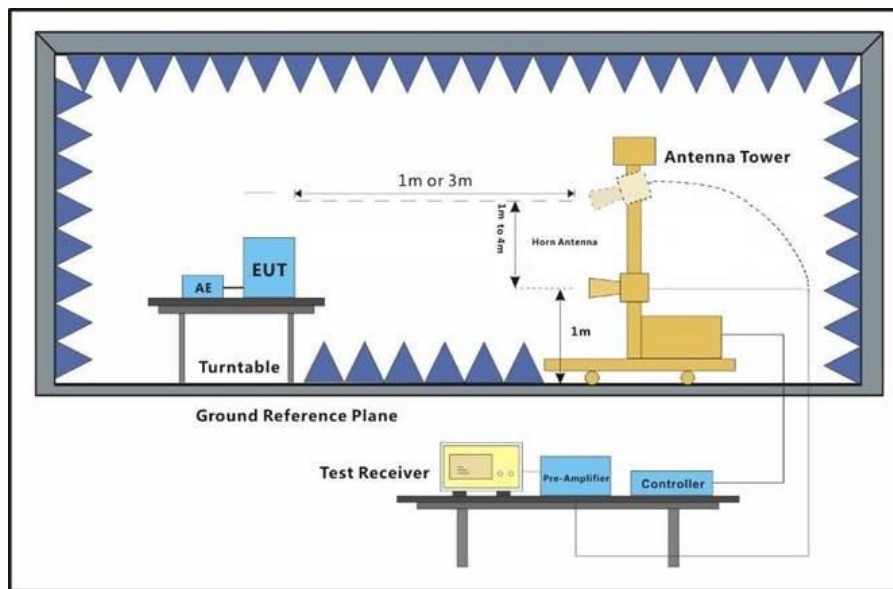 Antenna Tower
1m or 3m
1m to 4m
Horn Antenna
EUT
AE
1m
Turntable
Ground Reference Plane
Test Receiver
Pre-Amplifier
Controller